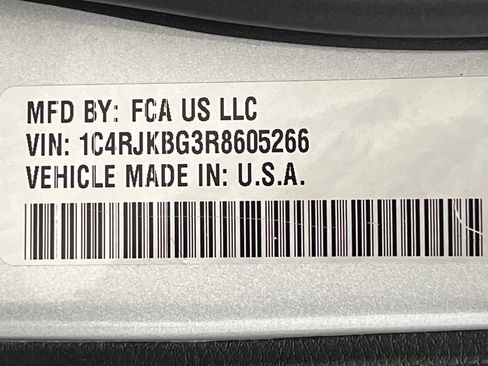 MFD BY: FCA US LLC
VIN: 1C4RJKBG3R8605266
VEHICLE MADE IN: U.S.A.